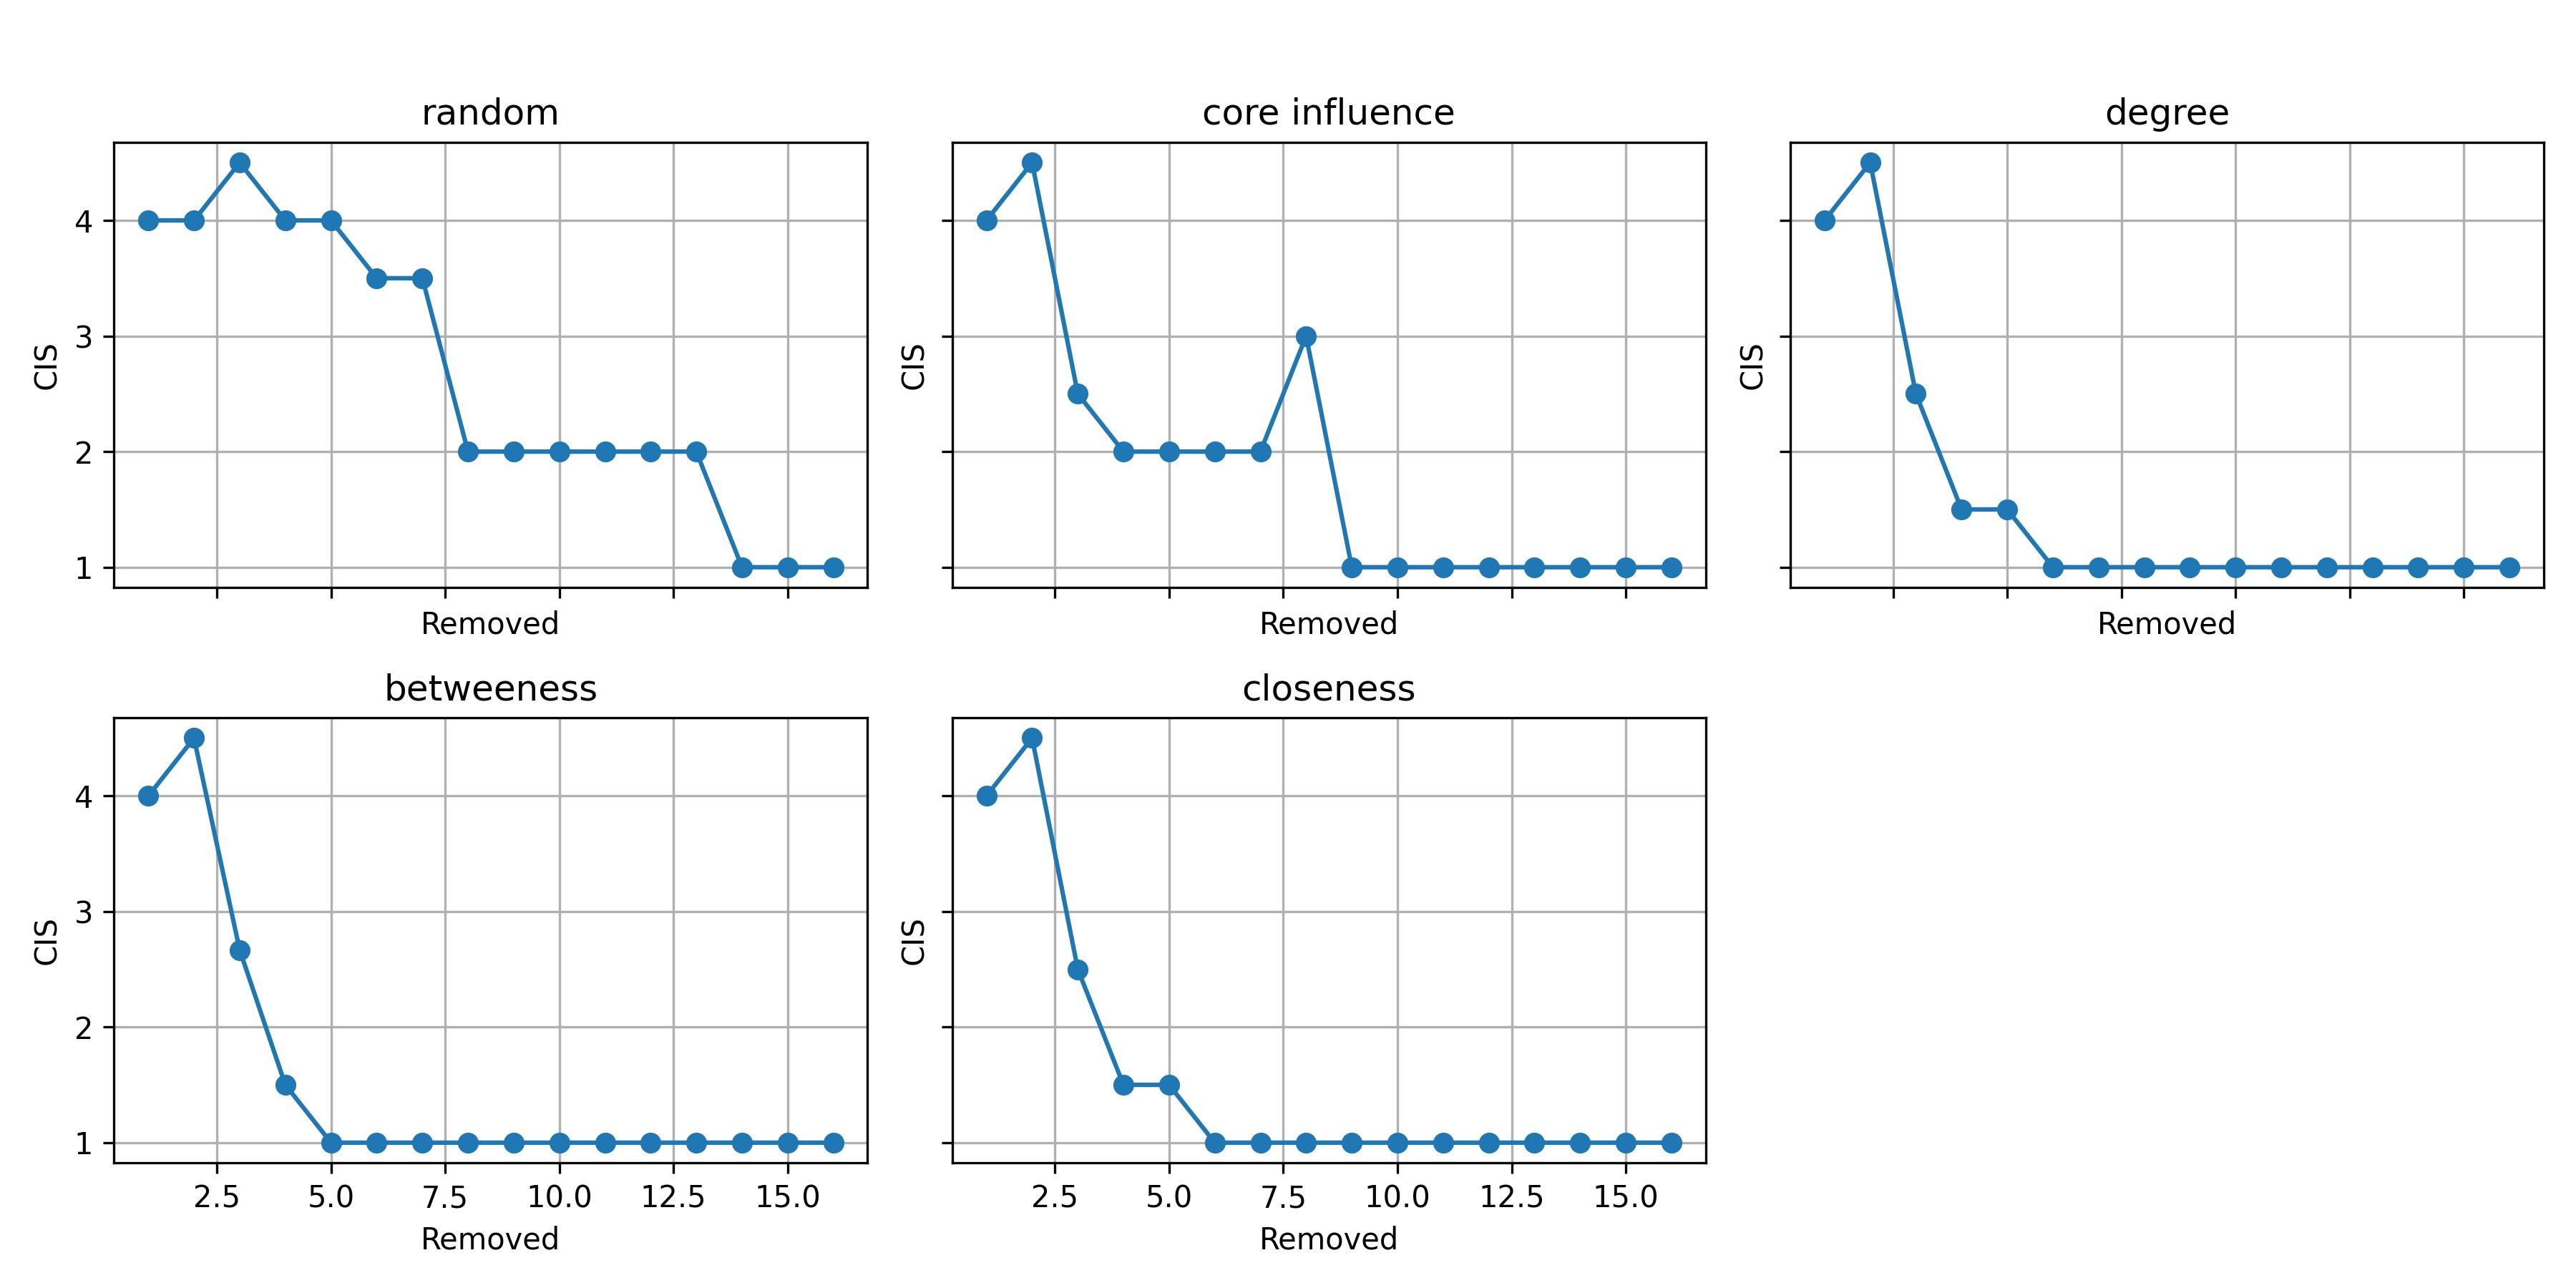 random
core influence
degree
4
3
2
1
CIS
CIS
CIS
Removed
Removed
Removed
betweeness
closeness
4
3
2
1
CIS
CIS
2.5 5.0 7.5 10.0 12.5 15.0
2.5 5.0 7.5 10.0 12.5 15.0
Removed
Removed